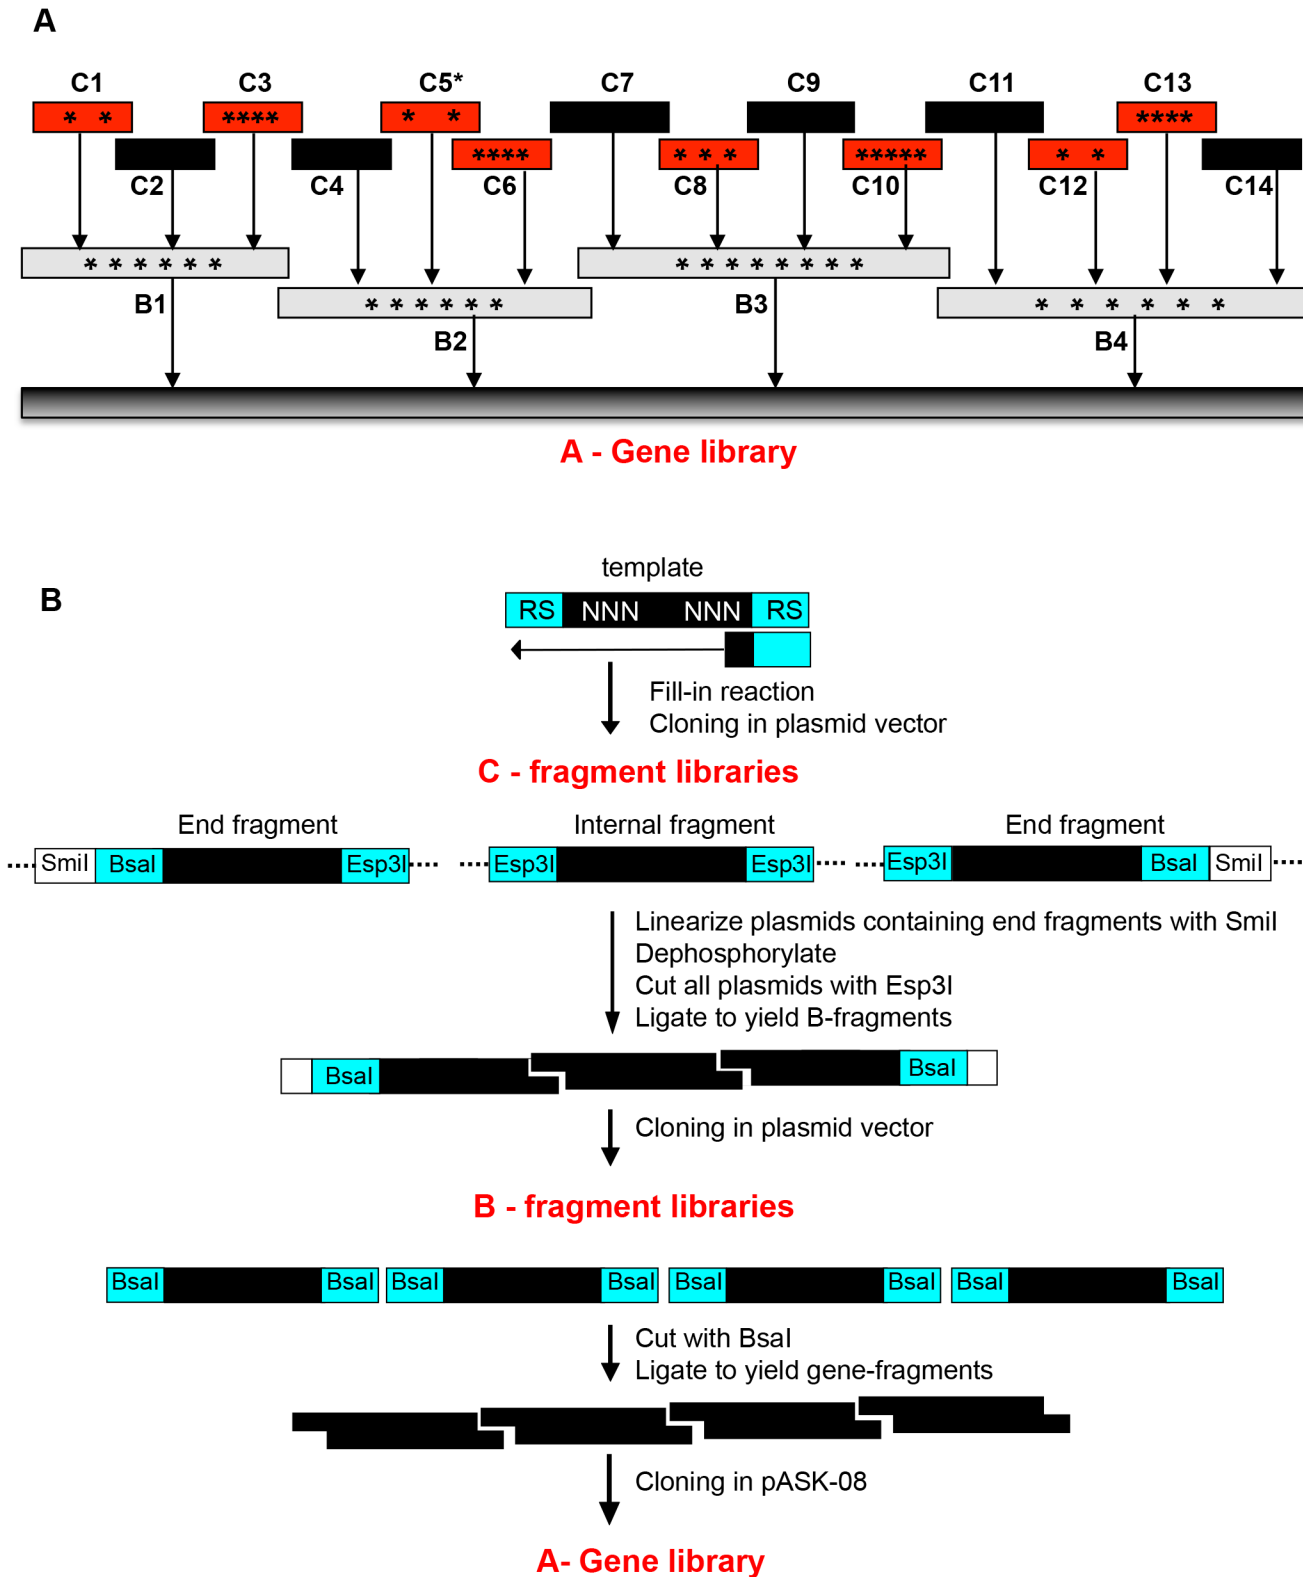 A
C1 C3 C5* C7 C9 C11 C13
* * **** * * ****
**** * * * ***** * *
C2 C4 C6 C8 C10 C12 C14
* * * * * * * * * * * * * *
B1 * * * * * * B3 * * * * * *
B2 B4
A - Gene library
B
template
RS NNN NNN RS
Fill-in reaction
Cloning in plasmid vector
C - fragment libraries
End fragment Internal fragment End fragment
SmiI BsaI Esp3I Esp3I Esp3I Esp3I BsaI SmiI
Linearize plasmids containing end fragments with SmiI
Dephosphorylate
Cut all plasmids with Esp3I
Ligate to yield B-fragments
BsaI BsaI
Cloning in plasmid vector
B - fragment libraries
BsaI BsaI BsaI BsaI BsaI BsaI BsaI BsaI
Cut with BsaI
Ligate to yield gene-fragments
Cloning in pASK-08
A- Gene library